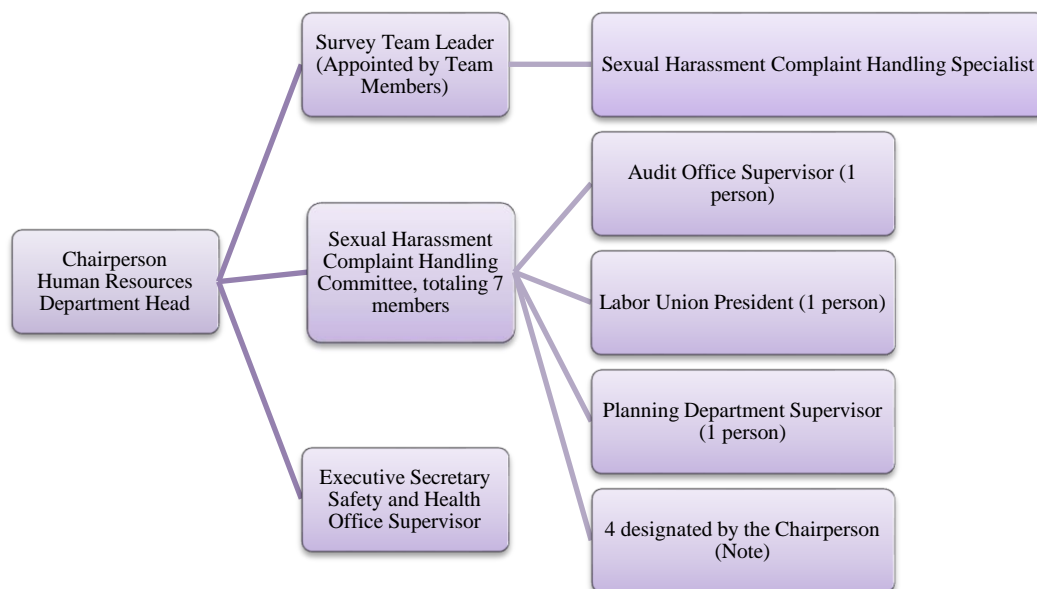 Chairperson
Human Resources
Department Head
Survey Team Leader
(Appointed by Team
Members)
Sexual Harassment Complaint Handling Specialist
Sexual Harassment
Complaint Handling
Committee, totaling 7
members
Audit Office Supervisor (1
person)
Labor Union President (1 person)
Planning Department Supervisor
(1 person)
4 designated by the Chairperson
(Note)
Executive Secretary
Safety and Health
Office Supervisor